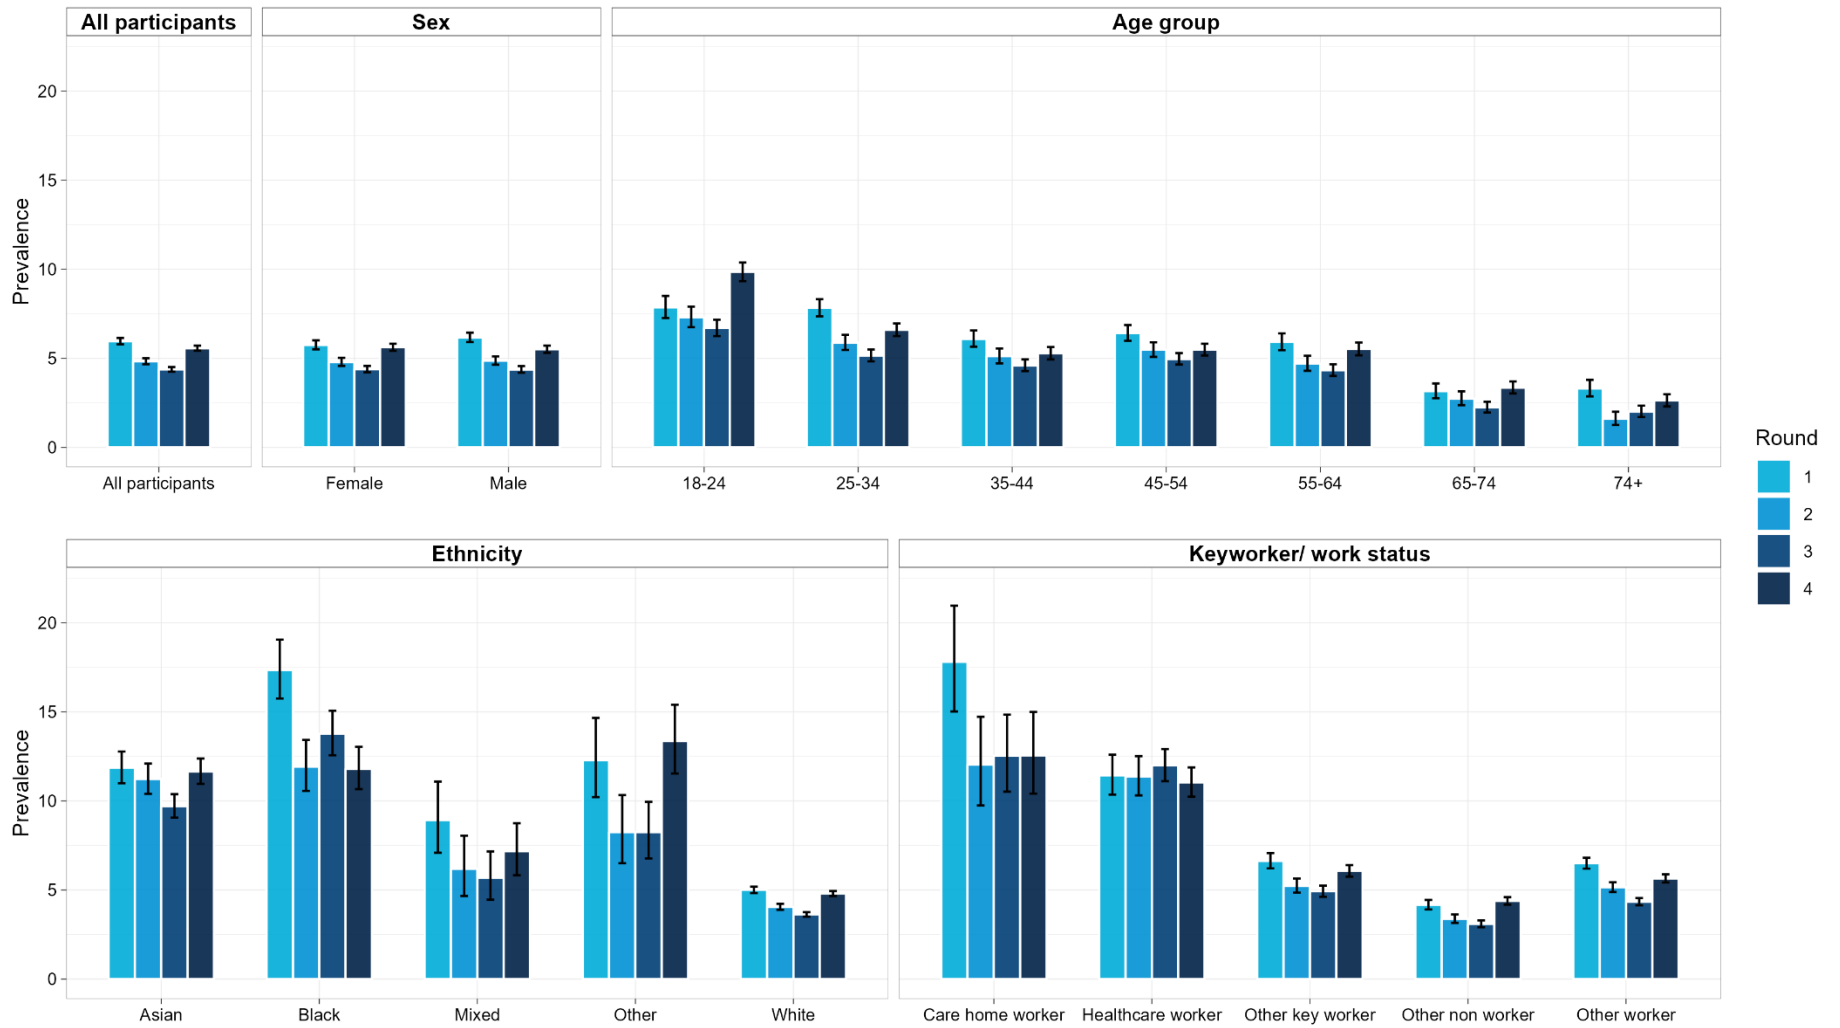 All participants Sex Age group
20
15
10
5
0
Prevalence
All participants Female Male 18-24 25-34 35-44 45-54 55-64 65-74 74+
Round
1
2
3
4
Ethnicity Keyworker/ work status
20
15
10
5
0
Prevalence
Asian Black Mixed Other White Care home worker Healthcare worker Other key worker Other non worker Other worker